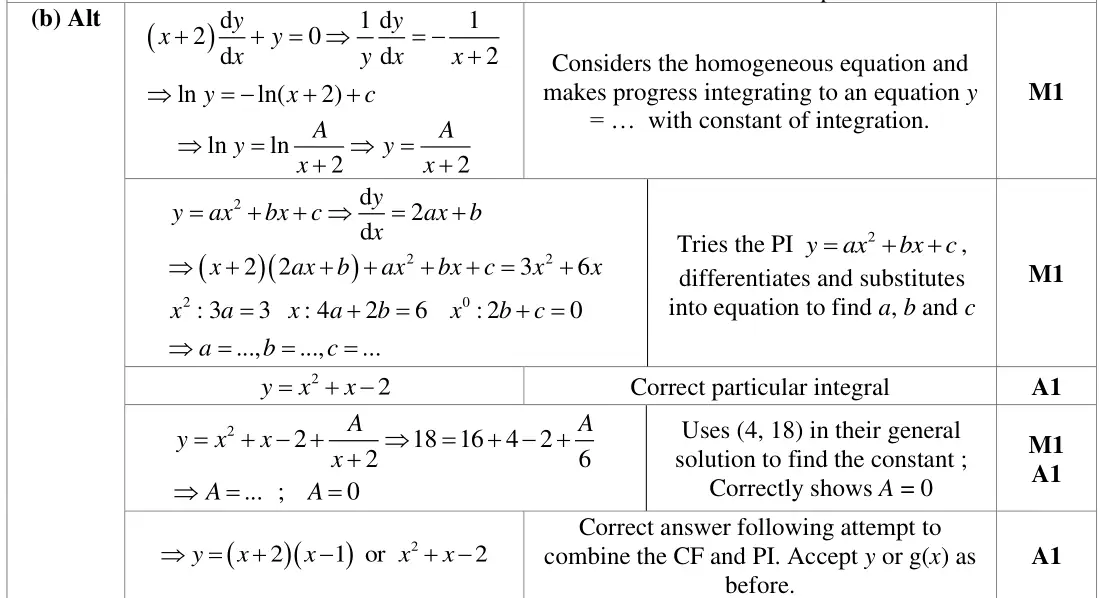 (b) Alt
(x + 2) dy/dx + y = 0 ⇒ 1/y dy/dx = − 1/(x + 2)
⇒ ln y = −ln(x + 2) + c
⇒ ln y = ln A/(x + 2) ⇒ y = A/(x + 2)
Considers the homogeneous equation and
makes progress integrating to an equation y
= … with constant of integration.
M1
y = ax² + bx + c ⇒ dy/dx = 2ax + b
⇒ (x + 2)(2ax + b) + ax² + bx + c = 3x² + 6x
x² : 3a = 3 x : 4a + 2b = 6 x⁰ : 2b + c = 0
⇒ a = ..., b = ..., c = ...
Tries the PI y = ax² + bx + c ,
differentiates and substitutes
into equation to find a, b and c
M1
y = x² + x − 2
Correct particular integral
A1
y = x² + x − 2 + A/(x + 2) ⇒ 18 = 16 + 4 − 2 + A/6
⇒ A = ... ; A = 0
Uses (4, 18) in their general
solution to find the constant ;
Correctly shows A = 0
M1
A1
⇒ y = (x + 2)(x − 1) or x² + x − 2
Correct answer following attempt to
combine the CF and PI. Accept y or g(x) as
before.
A1